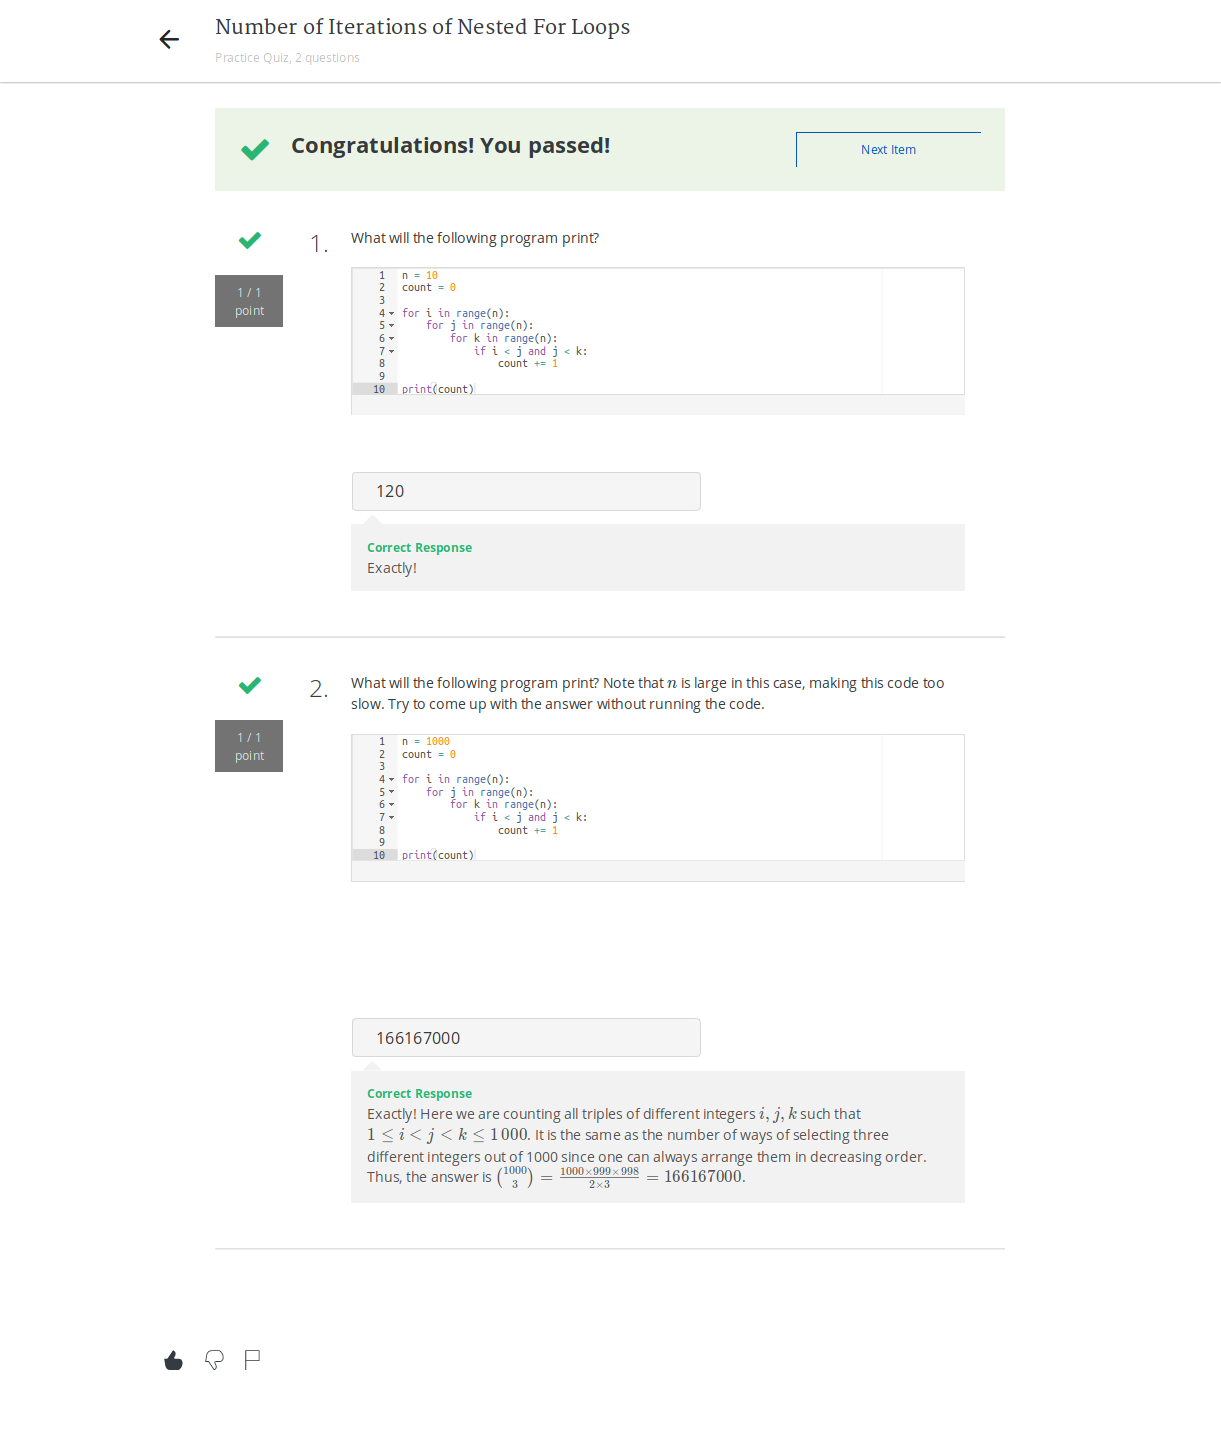 Number of Iterations of Nested For Loops
Practice Quiz, 2 questions
Congratulations! You passed!
Next Item
1 / 1
point
1.
What will the following program print?
1 n = 10
2 count = 0
3
4 for i in range(n):
5 for j in range(n):
6 for k in range(n):
7 if i < j and j < k:
8 count += 1
9
10 print(count)
120
Correct Response
Exactly!
1 / 1
point
2.
What will the following program print? Note that n is large in this case, making this code too
slow. Try to come up with the answer without running the code.
1 n = 1000
2 count = 0
3
4 for i in range(n):
5 for j in range(n):
6 for k in range(n):
7 if i < j and j < k:
8 count += 1
9
10 print(count)
166167000
Correct Response
Exactly! Here we are counting all triples of different integers i, j, k such that
1 ≤ i < j < k ≤ 1 000. It is the same as the number of ways of selecting three
different integers out of 1000 since one can always arrange them in decreasing order.
Thus, the answer is (1000 3) = 1000×999×998 / 2×3 = 166167000.